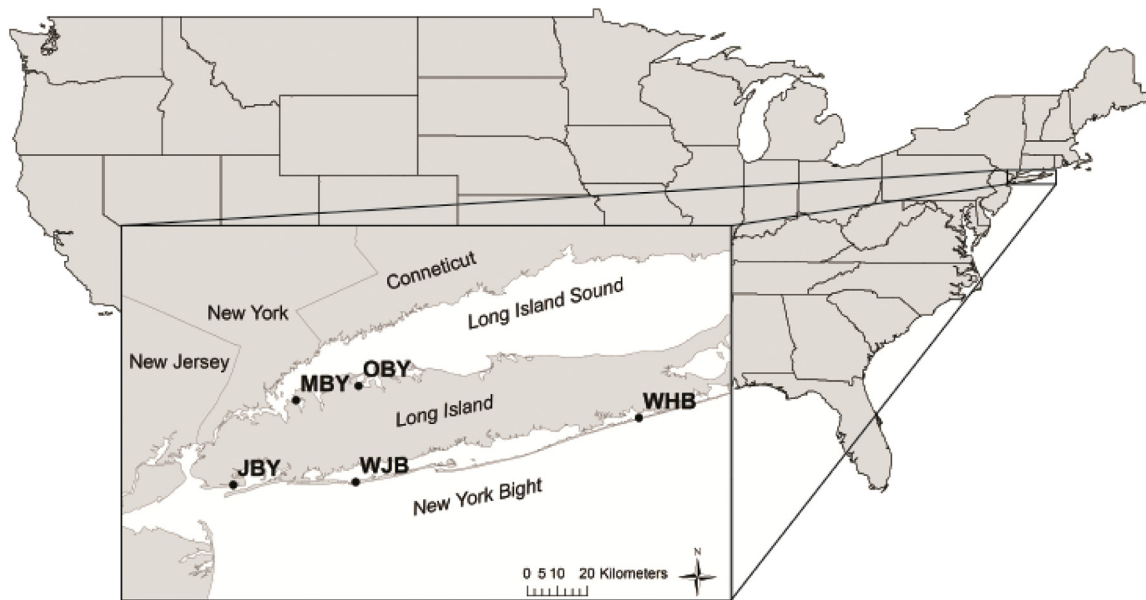 Conneticut
Long Island Sound
New York
New Jersey
MBY
OBY
Long Island
WHB
JBY
WJB
New York Bight
N
0 5 10 20 Kilometers